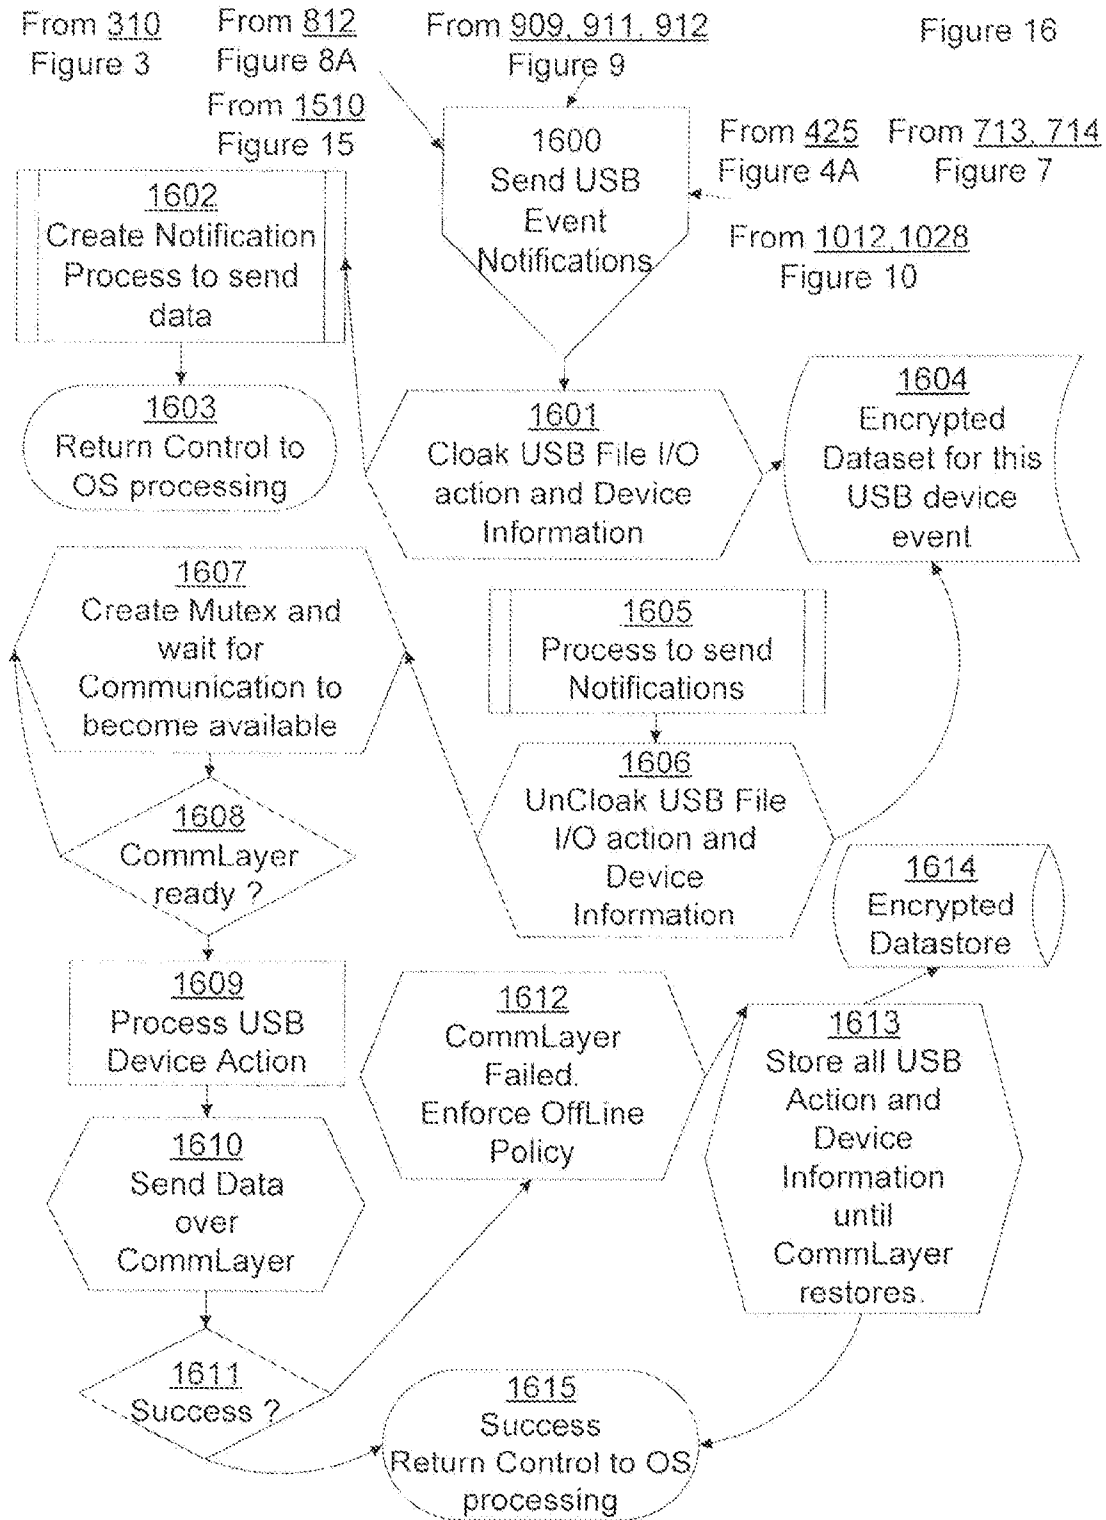 From 310
Figure 3
From 812
Figure 8A
From 909, 911, 912
Figure 9
Figure 16
From 1510
Figure 15
1600
Send USB
Event
Notifications
From 425
Figure 4A
From 713, 714
Figure 7
From 1012,1028
Figure 10
1602
Create Notification
Process to send
data
1603
Return Control to
OS processing
1601
Cloak USB File I/O
action and Device
Information
1604
Encrypted
Dataset for this
USB device
event
1607
Create Mutex and
wait for
Communication to
become available
1605
Process to send
Notifications
1606
UnCloak USB File
I/O action and
Device
Information
1608
CommLayer
ready ?
1614
Encrypted
Datastore
1609
Process USB
Device Action
1612
CommLayer
Failed.
Enforce OffLine
Policy
1613
Store all USB
Action and
Device
Information
until
CommLayer
restores.
1610
Send Data
over
CommLayer
1611
Success ?
1615
Success
Return Control to OS
processing